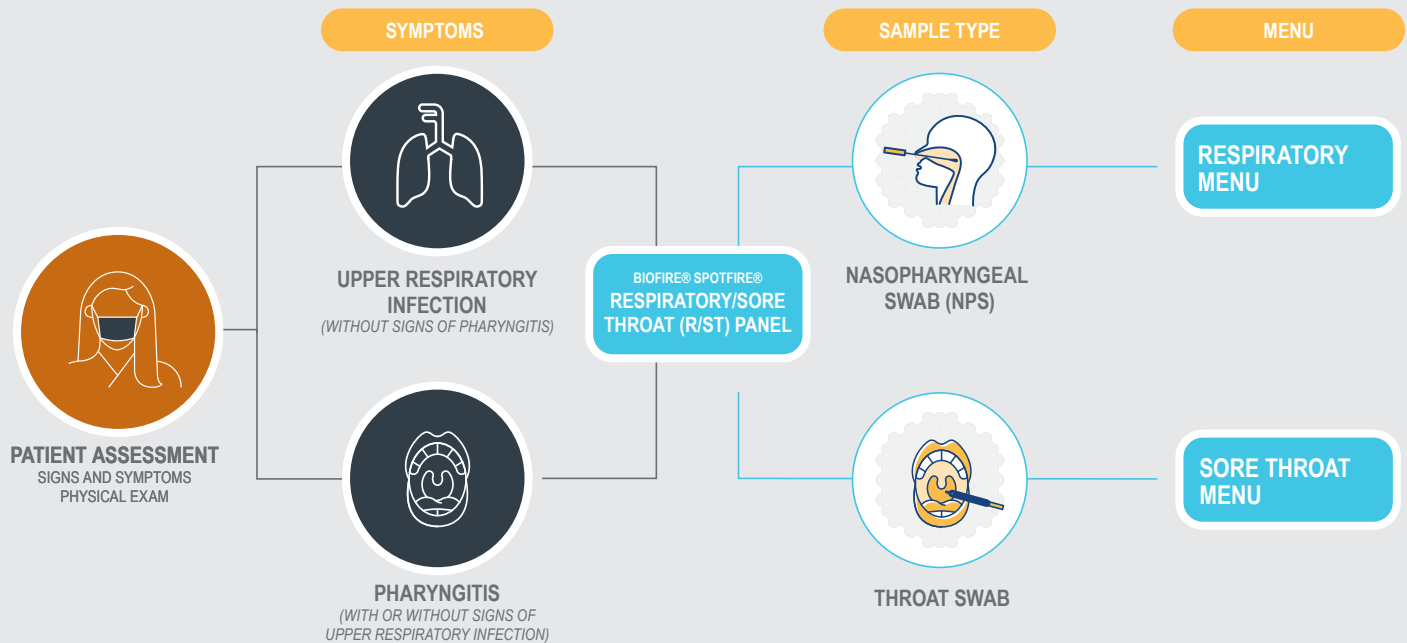 SYMPTOMS
SAMPLE TYPE
MENU
UPPER RESPIRATORY
INFECTION
(WITHOUT SIGNS OF PHARYNGITIS)
NASOPHARYNGEAL
SWAB (NPS)
RESPIRATORY
MENU
PATIENT ASSESSMENT
SIGNS AND SYMPTOMS
PHYSICAL EXAM
BIOFIRE® SPOTFIRE®
RESPIRATORY/SORE
THROAT (R/ST) PANEL
PHARYNGITIS
(WITH OR WITHOUT SIGNS OF
UPPER RESPIRATORY INFECTION)
THROAT SWAB
SORE THROAT
MENU